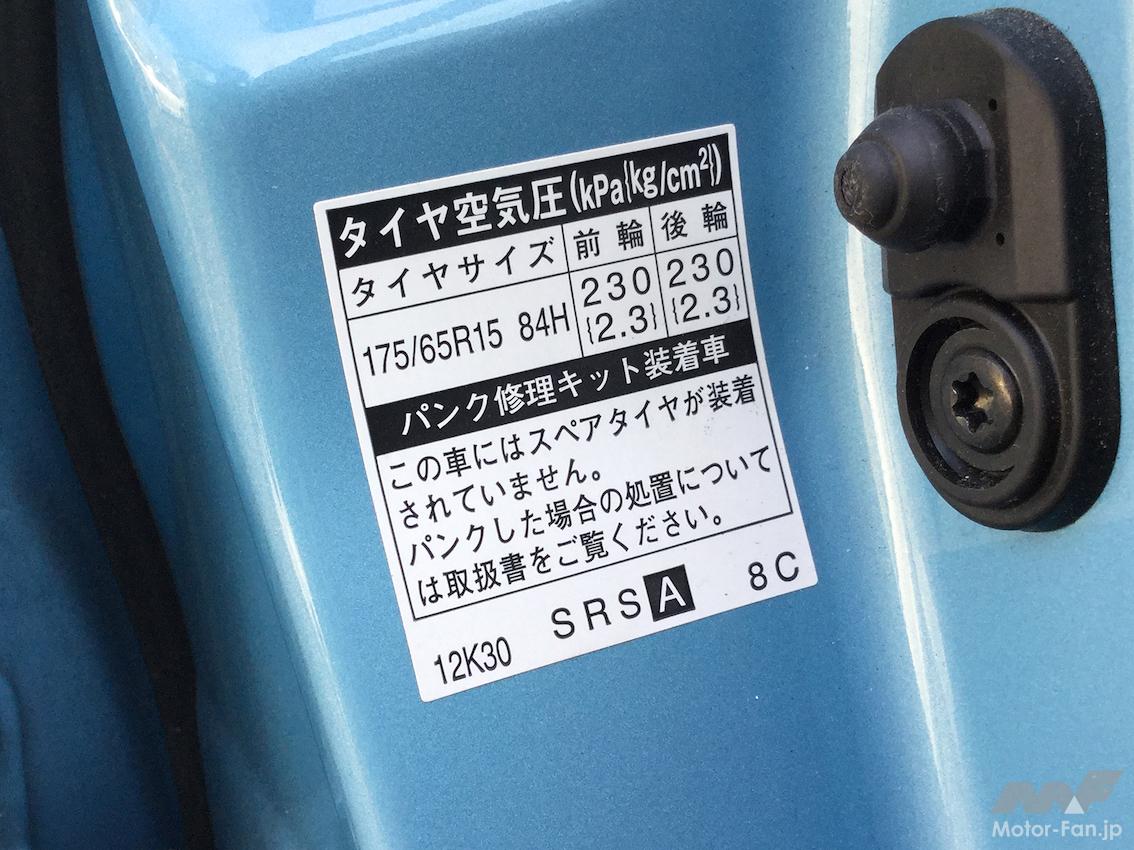 タイヤ空気圧(kPa{kg/cm²})
タイヤサイズ 前輪 後輪
175/65R15 84H 230 {2.3} 230 {2.3}
パンク修理キット装着車
この車にはスペアタイヤが装着
されていません。
パンクした場合の処置について
は取扱書をご覧ください。
12K30 SRS A 8C
MF
Motor-Fan.jp